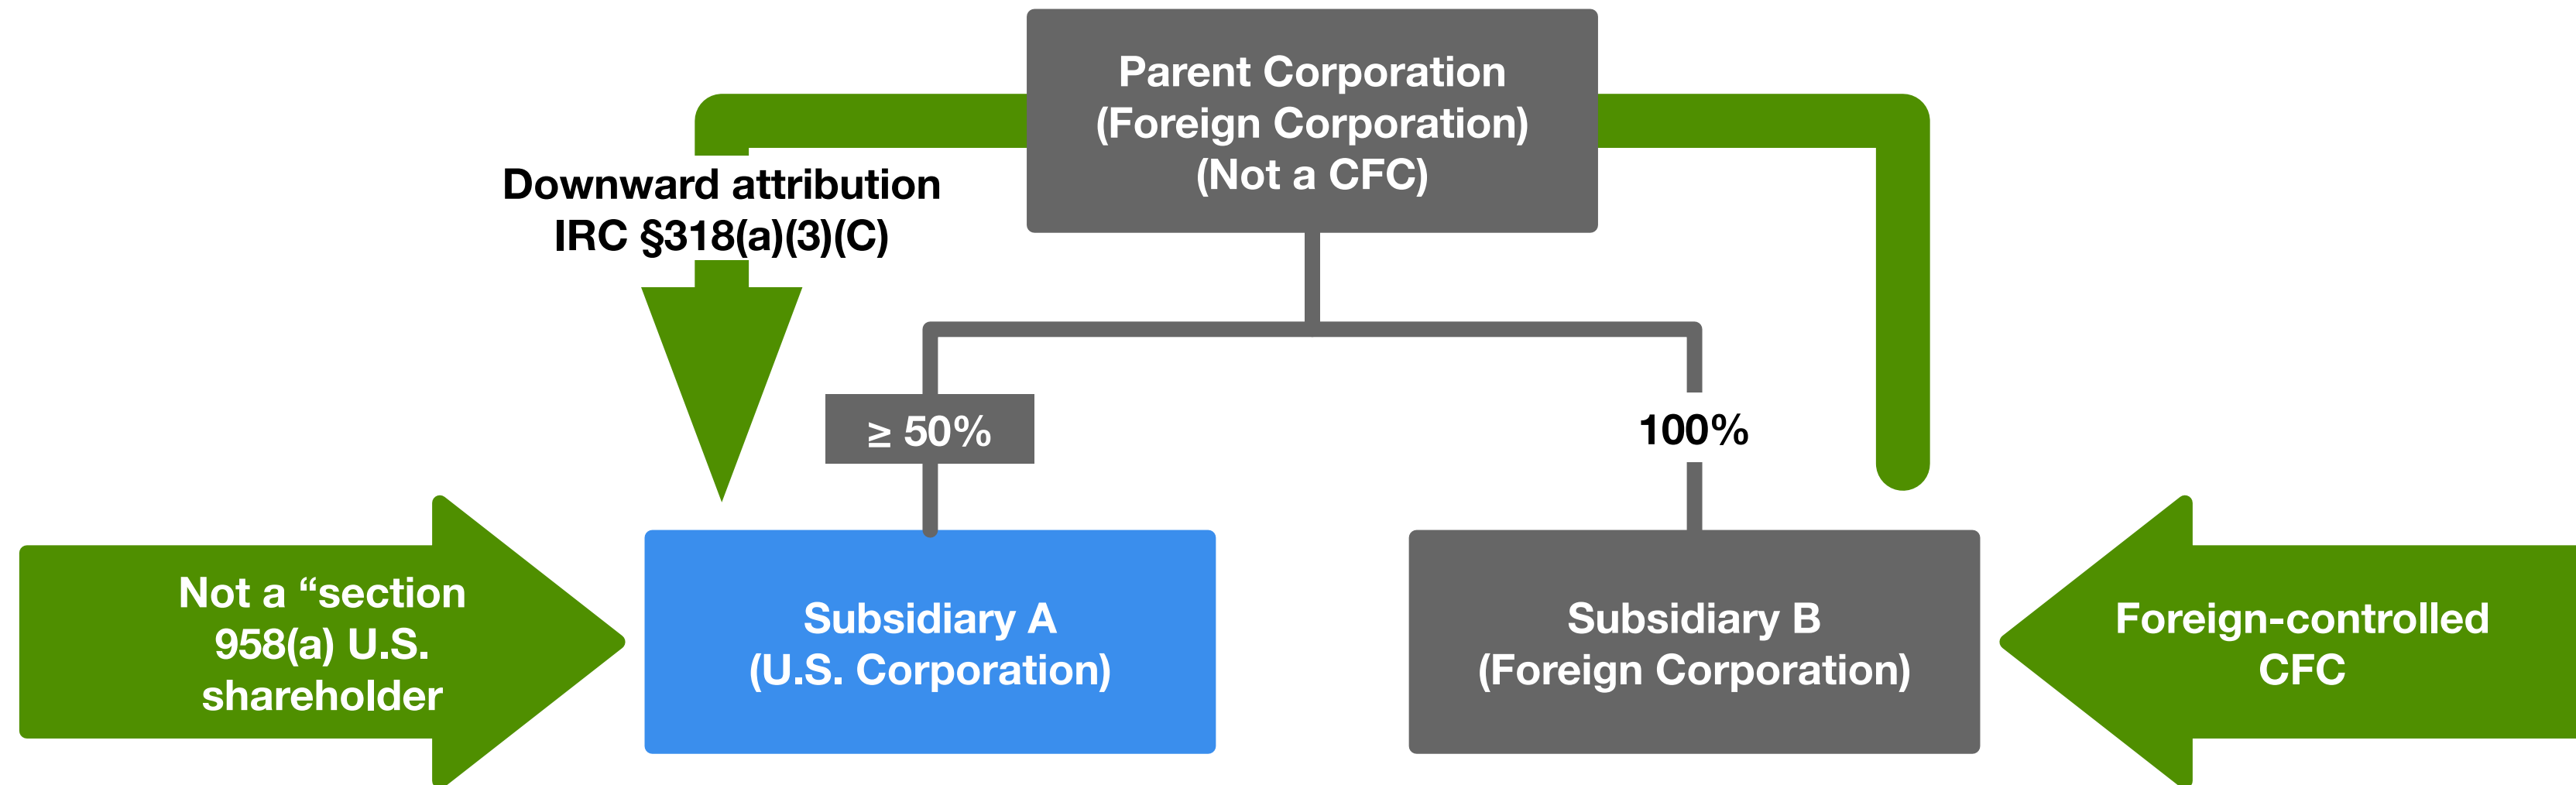 Parent Corporation
(Foreign Corporation)
(Not a CFC)
Downward attribution
IRC §318(a)(3)(C)
≥ 50%
100%
Not a “section
958(a) U.S.
shareholder
Subsidiary A
(U.S. Corporation)
Subsidiary B
(Foreign Corporation)
Foreign-controlled
CFC